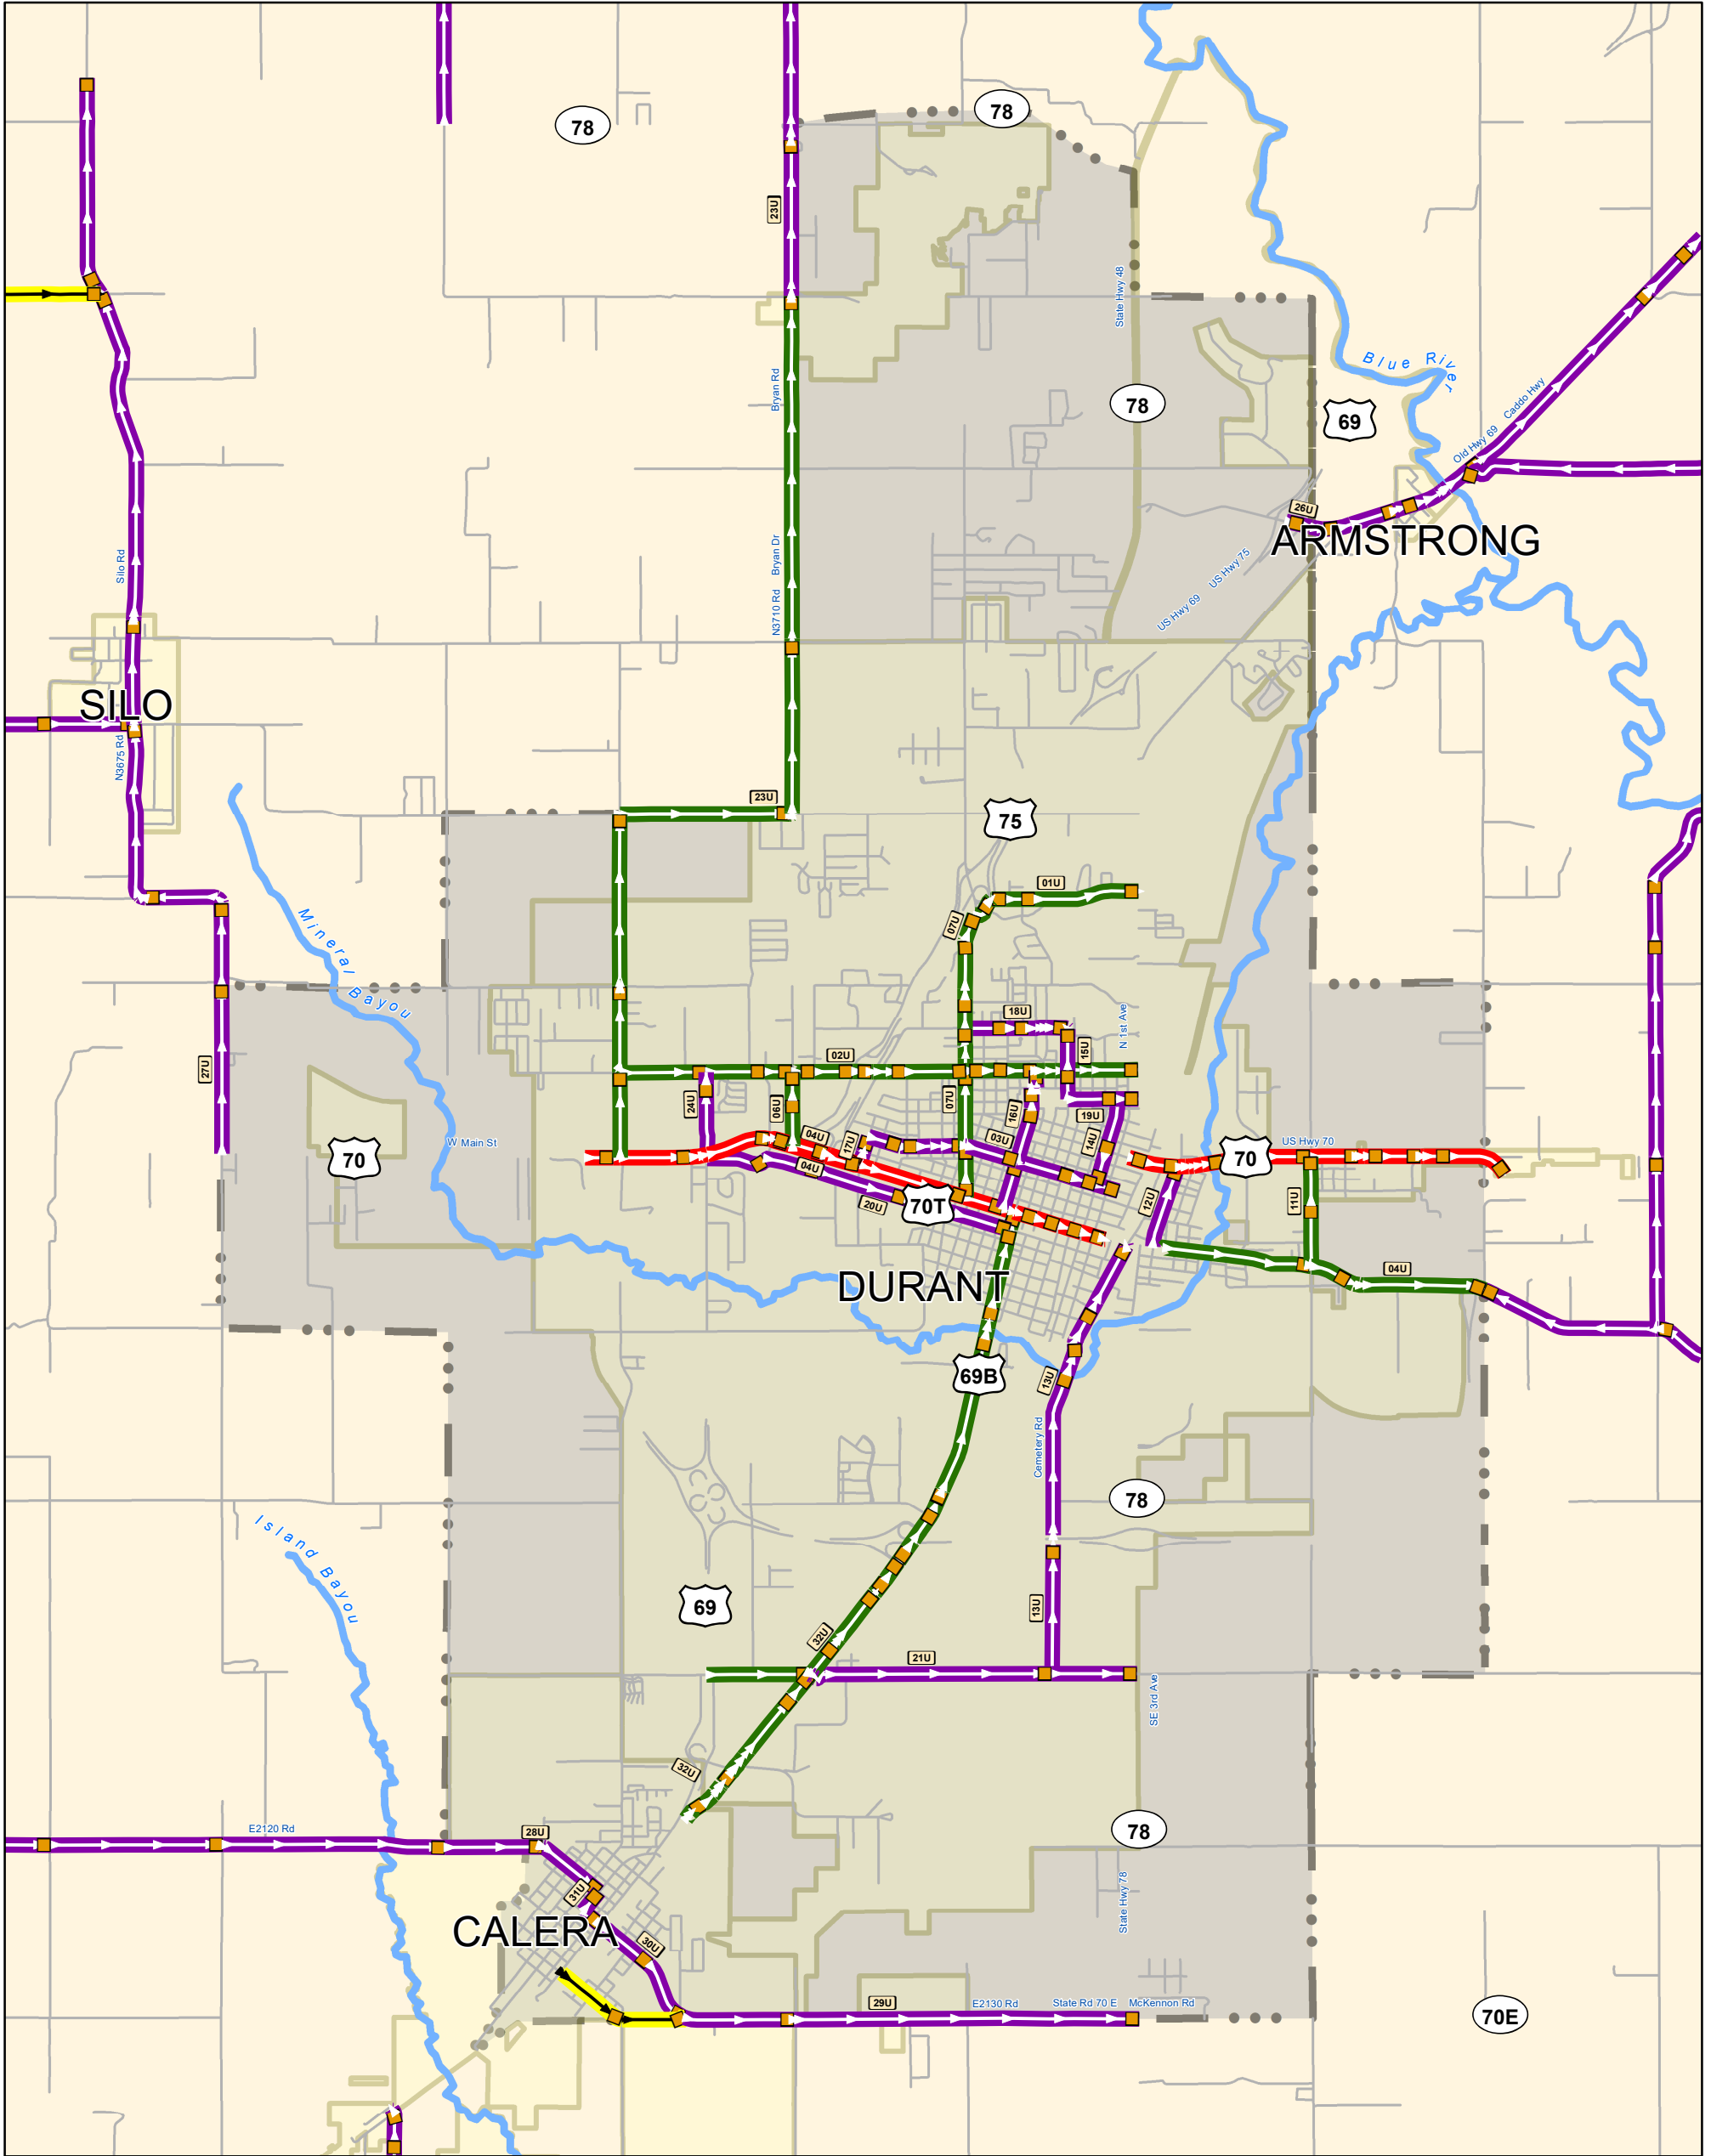 78
78
23U
State Hwy 48
Blue River
Bryan Rd
78
69
Caddo Hwy
Old Hwy 69
26U
ARMSTRONG
Silo Rd
Bryan Dr
US Hwy 75
N3710 Rd
US Hwy 69
SILO
N3675 Rd
23U
75
01U
07U
Mineral Bayou
18U
N 1st Ave
27U
02U
15U
24U
06U
07U
16U
19U
W Main St
04U
17U
03U
14U
US Hwy 70
70
70
04U
20U
70T
12U
11U
DURANT
04U
69B
13U
Cemetery Rd
78
Island Bayou
69
13U
32U
21U
SE 3rd Ave
32U
78
E2120 Rd
28U
31U
State Hwy 78
CALERA
30U
29U
E2130 Rd
State Rd 70 E
McKennon Rd
70E